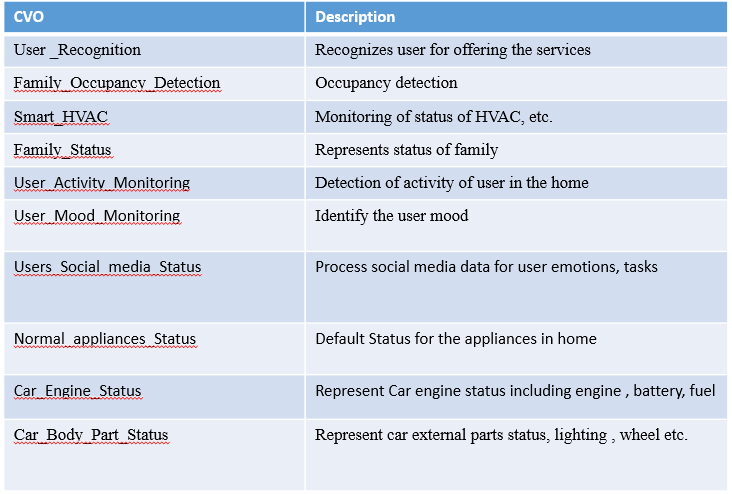 CVO Description
User _Recognition Recognizes user for offering the services
Family_Occupancy_Detection Occupancy detection
Smart_HVAC Monitoring of status of HVAC, etc.
Family_Status Represents status of family
User_Activity_Monitoring Detection of activity of user in the home
User_Mood_Monitoring Identify the user mood
Users_Social_media_Status Process social media data for user emotions, tasks
Normal_appliances_Status Default Status for the appliances in home
Car_Engine_Status Represent Car engine status including engine , battery, fuel
Car_Body_Part_Status Represent car external parts status, lighting , wheel etc.